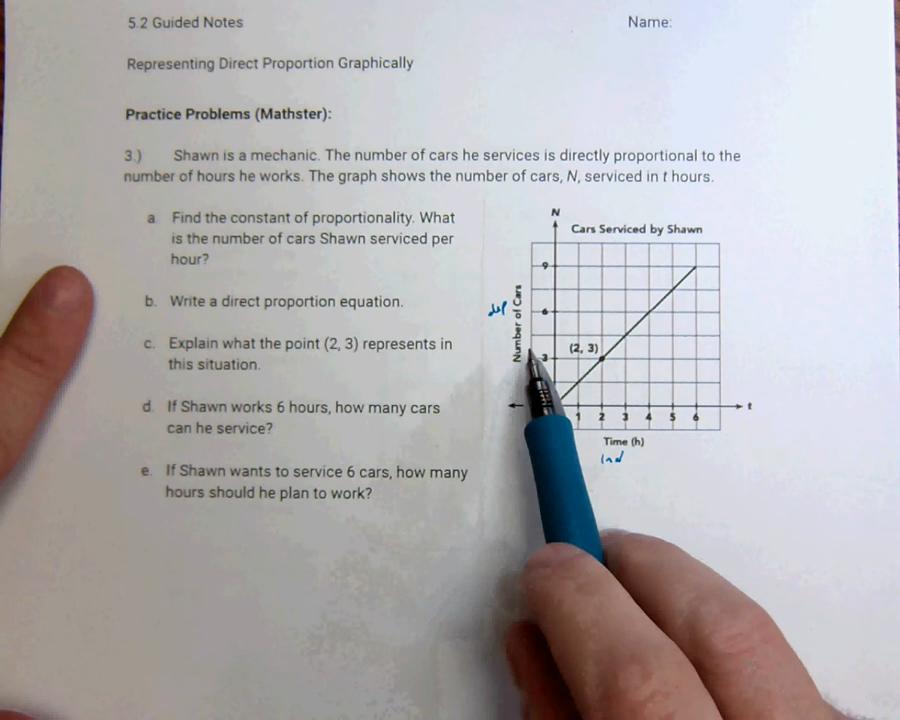 5.2 Guided Notes
Name:
Representing Direct Proportion Graphically
Practice Problems (Mathster):
3.) Shawn is a mechanic. The number of cars he services is directly proportional to the
number of hours he works. The graph shows the number of cars, N, serviced in t hours.
a. Find the constant of proportionality. What
is the number of cars Shawn serviced per
hour?
b. Write a direct proportion equation.
c. Explain what the point (2, 3) represents in
this situation.
d. If Shawn works 6 hours, how many cars
can he service?
e. If Shawn wants to service 6 cars, how many
hours should he plan to work?
N
Cars Serviced by Shawn
9
6
3
dep
Number of Cars
(2, 3)
1 2 3 4 5 6
t
Time (h)
Ind